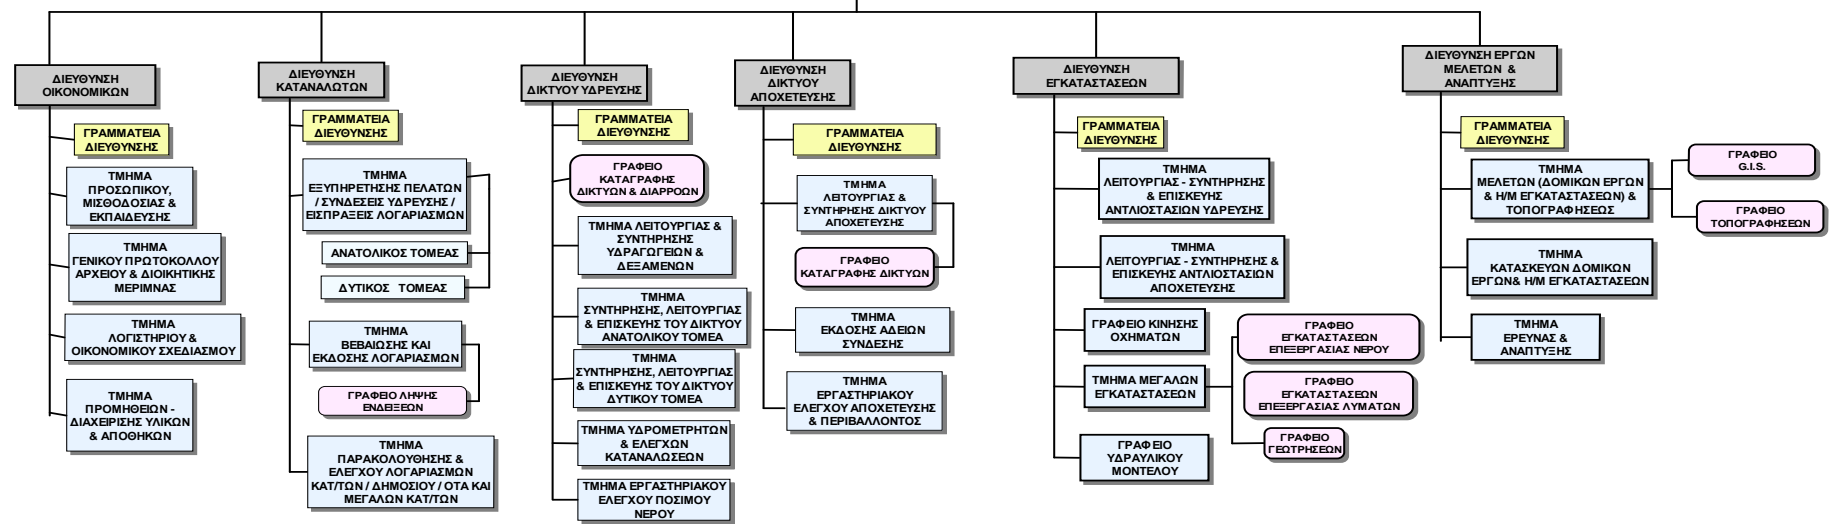 ΔΙΕΥΘΥΝΣΗ
ΟΙΚΟΝΟΜΙΚΩΝ
ΓΡΑΜΜΑΤΕΙΑ
ΔΙΕΥΘΥΝΣΗΣ
ΤΜΗΜΑ
ΠΡΟΣΩΠΙΚΟΥ,
ΜΙΣΘΟΔΟΣΙΑΣ &
ΕΚΠΑΙΔΕΥΣΗΣ
ΤΜΗΜΑ
ΓΕΝΙΚΟΥ ΠΡΩΤΟΚΟΛΛΟΥ
ΑΡΧΕΙΟΥ & ΔΙΟΙΚΗΤΙΚΗΣ
ΜΕΡΙΜΝΑΣ
ΤΜΗΜΑ
ΛΟΓΙΣΤΗΡΙΟΥ &
ΟΙΚΟΝΟΜΙΚΟΥ ΣΧΕΔΙΑΣΜΟΥ
ΤΜΗΜΑ
ΠΡΟΜΗΘΕΙΩΝ -
ΔΙΑΧΕΙΡΙΣΗΣ ΥΛΙΚΩΝ
& ΑΠΟΘΗΚΩΝ
ΔΙΕΥΘΥΝΣΗ
ΚΑΤΑΝΑΛΩΤΩΝ
ΓΡΑΜΜΑΤΕΙΑ
ΔΙΕΥΘΥΝΣΗΣ
ΤΜΗΜΑ
ΕΞΥΠΗΡΕΤΗΣΗΣ ΠΕΛΑΤΩΝ
/ ΣΥΝΔΕΣΕΙΣ ΥΔΡΕΥΣΗΣ /
ΕΙΣΠΡΑΞΕΙΣ ΛΟΓΑΡΙΑΣΜΩΝ
ΑΝΑΤΟΛΙΚΟΣ ΤΟΜΕΑΣ
ΔΥΤΙΚΟΣ ΤΟΜΕΑΣ
ΤΜΗΜΑ
ΒΕΒΑΙΩΣΗΣ ΚΑΙ
ΕΚΔΟΣΗΣ ΛΟΓΑΡΙΑΣΜΩΝ
ΓΡΑΦΕΙΟ ΛΗΨΗΣ
ΕΝΔΕΙΞΕΩΝ
ΤΜΗΜΑ
ΠΑΡΑΚΟΛΟΥΘΗΣΗΣ &
ΕΛΕΓΧΟΥ ΛΟΓΑΡΙΑΣΜΩΝ
ΚΑΤ/ΤΩΝ / ΔΗΜΟΣΙΟΥ / ΟΤΑ ΚΑΙ
ΜΕΓΑΛΩΝ ΚΑΤ/ΤΩΝ
ΔΙΕΥΘΥΝΣΗ
ΔΙΚΤΥΟΥ ΥΔΡΕΥΣΗΣ
ΓΡΑΜΜΑΤΕΙΑ
ΔΙΕΥΘΥΝΣΗΣ
ΓΡΑΦΕΙΟ
ΚΑΤΑΓΡΑΦΗΣ
ΔΙΚΤΥΩΝ & ΔΙΑΡΡΟΩΝ
ΤΜΗΜΑ ΛΕΙΤΟΥΡΓΙΑΣ &
ΣΥΝΤΗΡΗΣΗΣ
ΥΔΡΑΓΩΓΕΙΩΝ &
ΔΕΞΑΜΕΝΩΝ
ΤΜΗΜΑ
ΣΥΝΤΗΡΗΣΗΣ, ΛΕΙΤΟΥΡΓΙΑΣ
& ΕΠΙΣΚΕΥΗΣ ΤΟΥ ΔΙΚΤΥΟΥ
ΑΝΑΤΟΛΙΚΟΥ ΤΟΜΕΑ
ΤΜΗΜΑ
ΣΥΝΤΗΡΗΣΗΣ, ΛΕΙΤΟΥΡΓΙΑΣ
& ΕΠΙΣΚΕΥΗΣ ΤΟΥ ΔΙΚΤΥΟΥ
ΔΥΤΙΚΟΥ ΤΟΜΕΑ
ΤΜΗΜΑ ΥΔΡΟΜΕΤΡΗΤΩΝ
& ΕΛΕΓΧΩΝ
ΚΑΤΑΝΑΛΩΣΕΩΝ
ΤΜΗΜΑ ΕΡΓΑΣΤΗΡΙΑΚΟΥ
ΕΛΕΓΧΟΥ ΠΟΣΙΜΟΥ
ΝΕΡΟΥ
ΔΙΕΥΘΥΝΣΗ
ΔΙΚΤΥΟΥ
ΑΠΟΧΕΤΕΥΣΗΣ
ΓΡΑΜΜΑΤΕΙΑ
ΔΙΕΥΘΥΝΣΗΣ
ΤΜΗΜΑ
ΛΕΙΤΟΥΡΓΙΑΣ &
ΣΥΝΤΗΡΗΣΗΣ ΔΙΚΤΥΟΥ
ΑΠΟΧΕΤΕΥΣΗΣ
ΓΡΑΦΕΙΟ
ΚΑΤΑΓΡΑΦΗΣ ΔΙΚΤΥΩΝ
ΤΜΗΜΑ
ΕΚΔΟΣΗΣ ΑΔΕΙΩΝ
ΣΥΝΔΕΣΗΣ
ΤΜΗΜΑ
ΕΡΓΑΣΤΗΡΙΑΚΟΥ
ΕΛΕΓΧΟΥ ΑΠΟΧΕΤΕΥΣΗΣ
& ΠΕΡΙΒΑΛΛΟΝΤΟΣ
ΔΙΕΥΘΥΝΣΗ
ΕΓΚΑΤΑΣΤΑΣΕΩΝ
ΓΡΑΜΜΑΤΕΙΑ
ΔΙΕΥΘΥΝΣΗΣ
ΤΜΗΜΑ
ΛΕΙΤΟΥΡΓΙΑΣ - ΣΥΝΤΗΡΗΣΗΣ
& ΕΠΙΣΚΕΥΗΣ
ΑΝΤΛΙΟΣΤΑΣΙΩΝ ΥΔΡΕΥΣΗΣ
ΤΜΗΜΑ
ΛΕΙΤΟΥΡΓΙΑΣ - ΣΥΝΤΗΡΗΣΗΣ &
ΕΠΙΣΚΕΥΗΣ ΑΝΤΛΙΟΣΤΑΣΙΩΝ
ΑΠΟΧΕΤΕΥΣΗΣ
ΓΡΑΦΕΙΟ ΚΙΝΗΣΗΣ
ΟΧΗΜΑΤΩΝ
ΤΜΗΜΑ ΜΕΓΑΛΩΝ
ΕΓΚΑΤΑΣΤΑΣΕΩΝ
ΓΡΑΦΕΙΟ
ΕΓΚΑΤΑΣΤΑΣΕΩΝ
ΕΠΕΞΕΡΓΑΣΙΑΣ ΝΕΡΟΥ
ΓΡΑΦΕΙΟ
ΕΓΚΑΤΑΣΤΑΣΕΩΝ
ΕΠΕΞΕΡΓΑΣΙΑΣ ΛΥΜΑΤΩΝ
ΓΡΑΦΕΙΟ
ΓΕΩΤΡΗΣΕΩΝ
ΓΡΑΦΕΙΟ
ΥΔΡΑΥΛΙΚΟΥ
ΜΟΝΤΕΛΟΥ
ΔΙΕΥΘΥΝΣΗ ΕΡΓΩΝ
ΜΕΛΕΤΩΝ &
ΑΝΑΠΤΥΞΗΣ
ΓΡΑΜΜΑΤΕΙΑ
ΔΙΕΥΘΥΝΣΗΣ
ΤΜΗΜΑ
ΜΕΛΕΤΩΝ (ΔΟΜΙΚΩΝ ΕΡΓΩΝ
& Η/Μ ΕΓΚΑΤΑΣΤΑΣΕΩΝ) &
ΤΟΠΟΓΡΑΦΗΣΕΩΣ
ΓΡΑΦΕΙΟ
G.I.S.
ΓΡΑΦΕΙΟ
ΤΟΠΟΓΡΑΦΗΣΕΩΝ
ΤΜΗΜΑ
ΚΑΤΑΣΚΕΥΩΝ ΔΟΜΙΚΩΝ
ΕΡΓΩΝ& Η/Μ ΕΓΚΑΤΑΣΤΑΣΕΩΝ
ΤΜΗΜΑ
ΕΡΕΥΝΑΣ &
ΑΝΑΠΤΥΞΗΣ